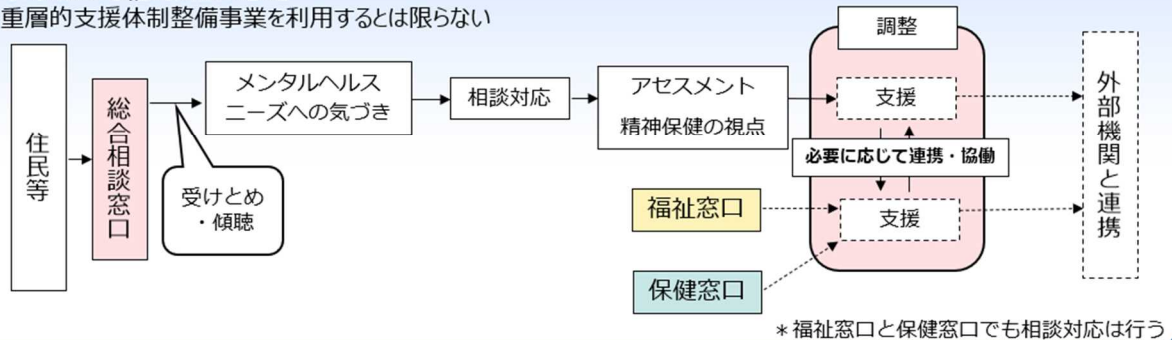 重層的支援体制整備事業を利用するとは限らない
住民等
総合相談窓口
受けとめ
・傾聴
メンタルヘルス
ニーズへの気づき
相談対応
アセスメント
精神保健の視点
調整
支援
必要に応じて連携・協働
支援
福祉窓口
保健窓口
外部機関と連携
＊福祉窓口と保健窓口でも相談対応は行う